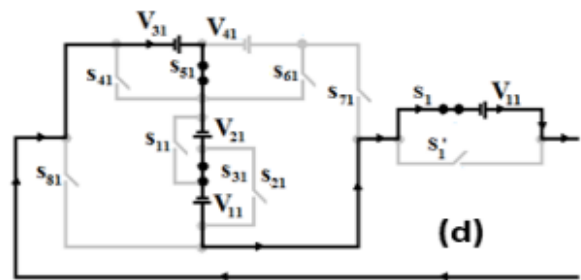 V31 V41
S41 S51 S61 S71 S1 V11
S11 V21 S1'
S81 S31 S21
V11 (d)